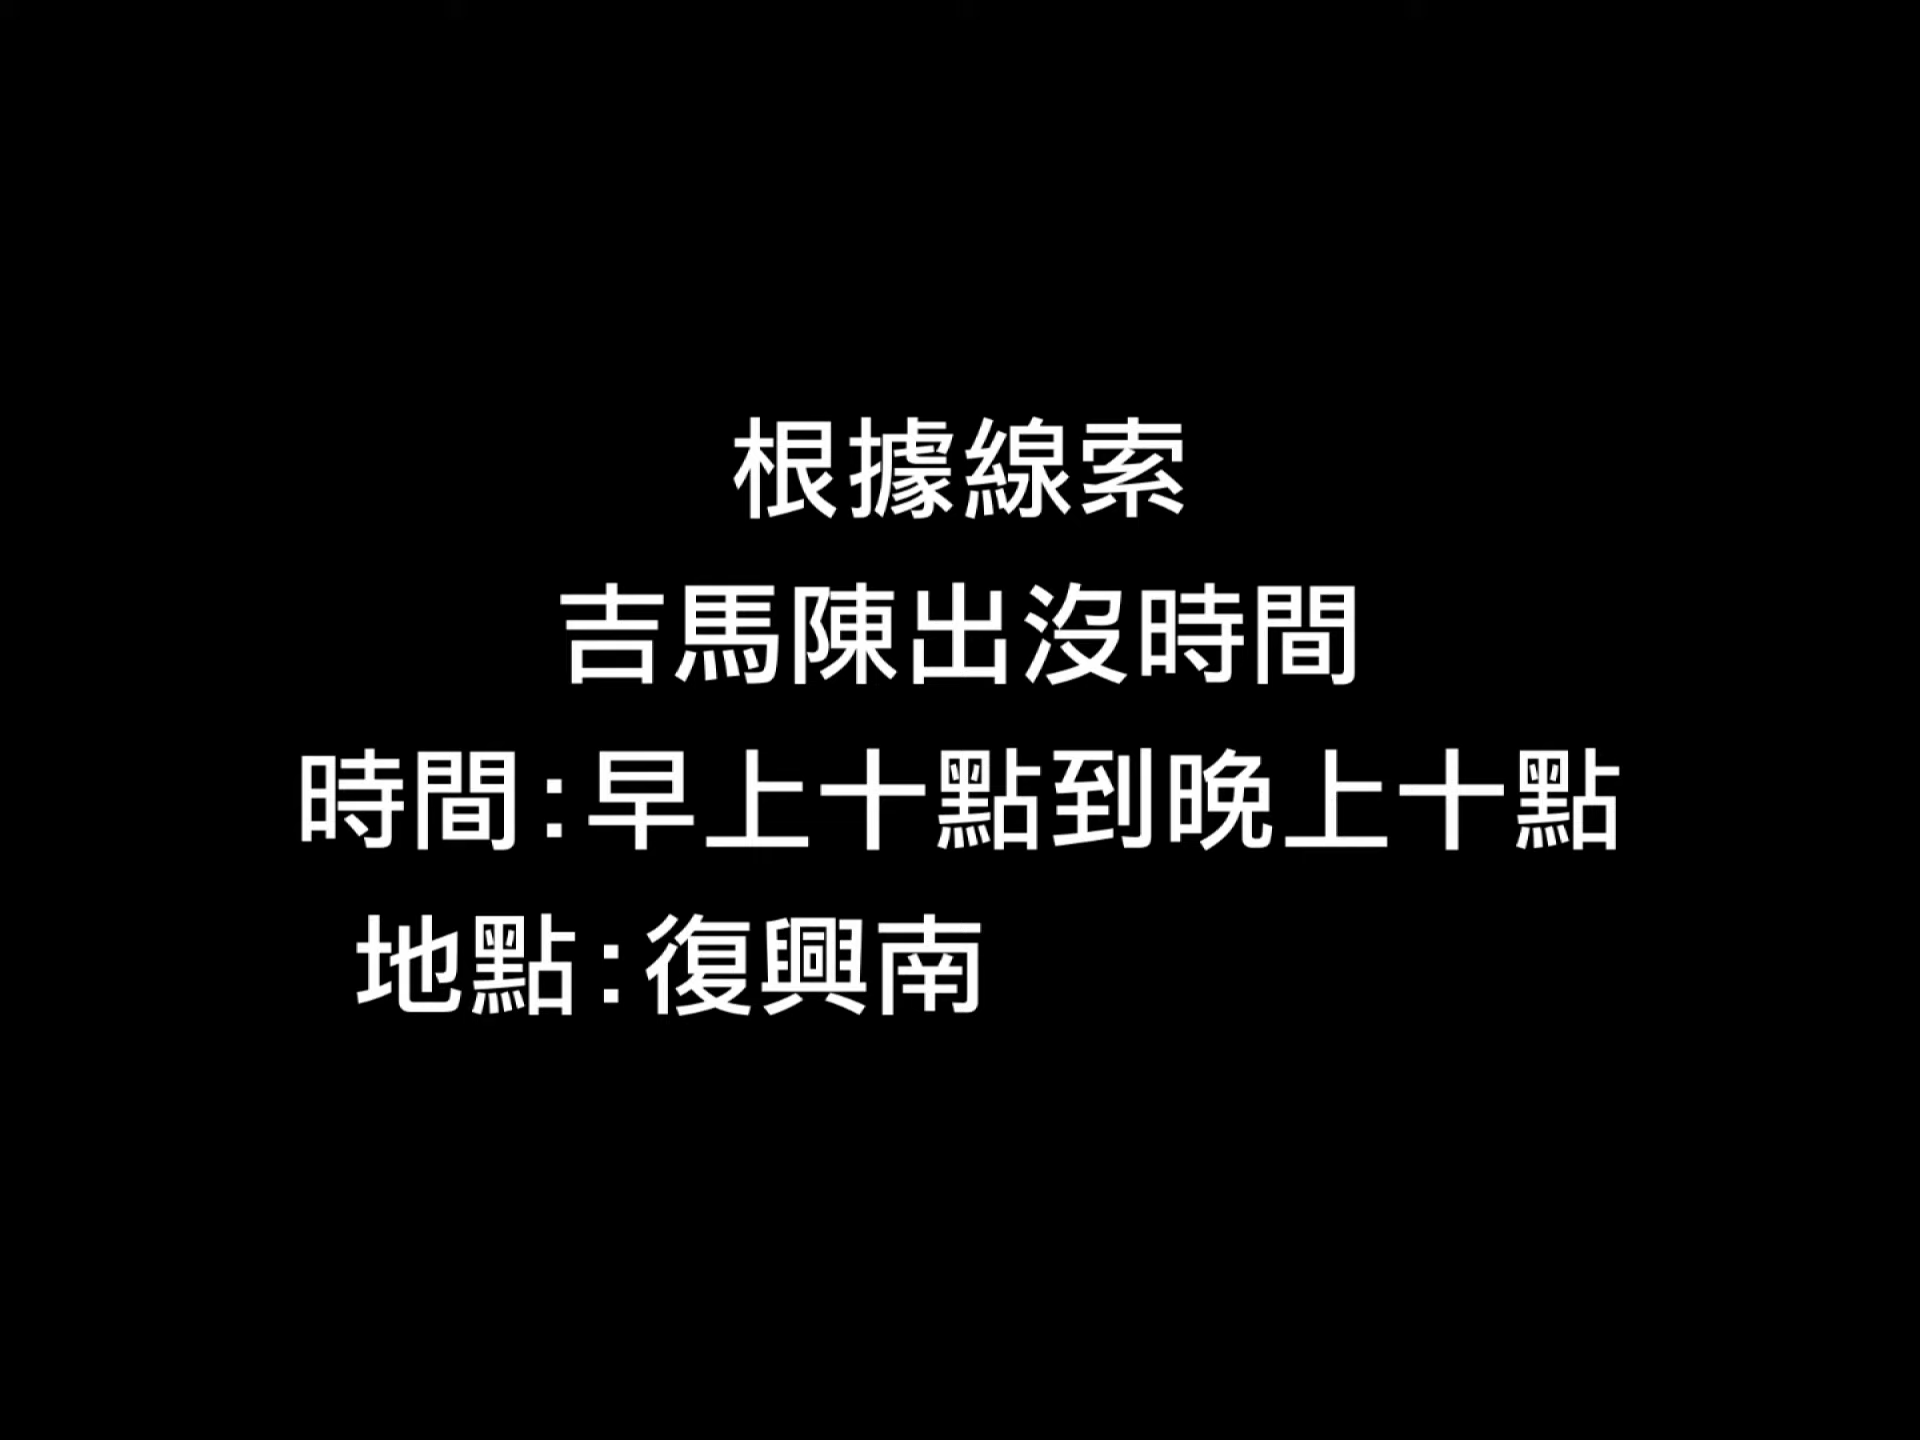 根據線索
吉馬陳出沒時間
時間:早上十點到晚上十點
地點:復興南